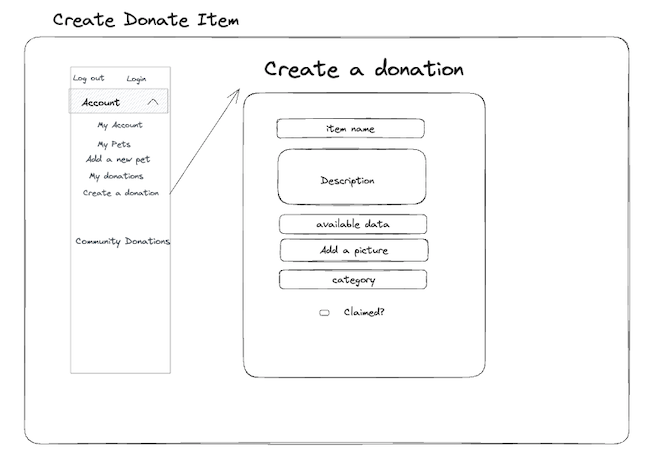 Create Donate Item
Log out Login
Account
My Account
My Pets
Add a new pet
My donations
Create a donation
Community Donations
Create a donation
item name
Description
available data
Add a picture
category
Claimed?